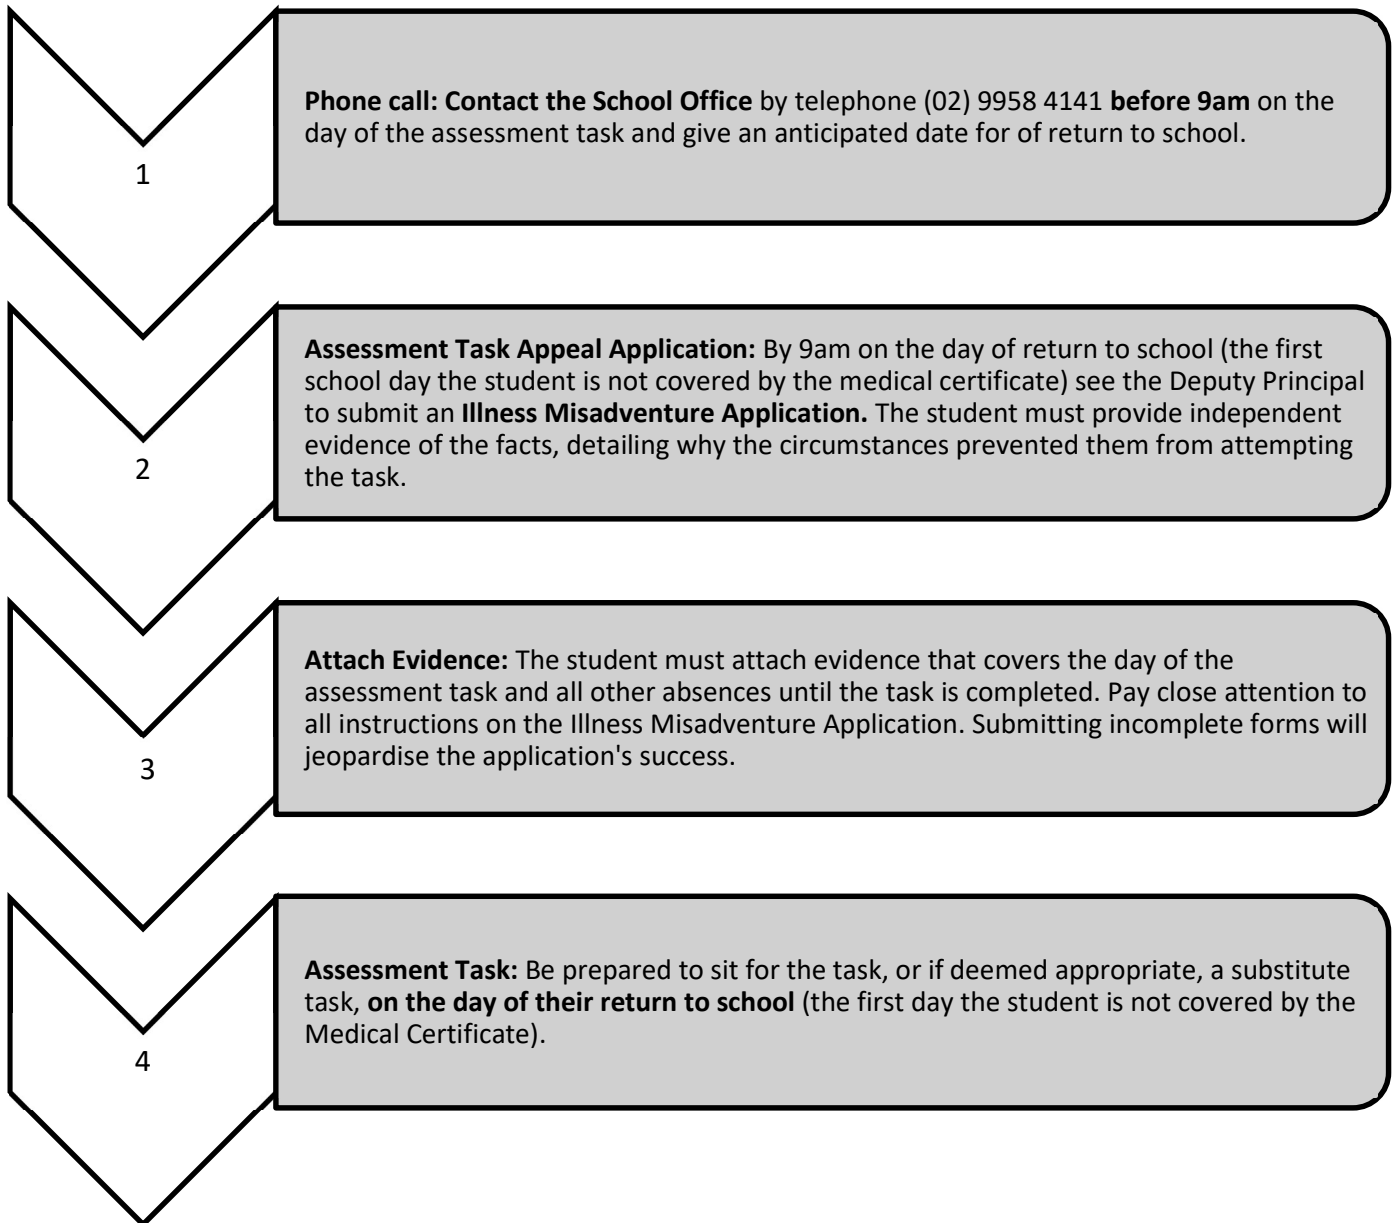 Phone call: Contact the School Office by telephone (02) 9958 4141 before 9am on the
day of the assessment task and give an anticipated date for of return to school.
1
Assessment Task Appeal Application: By 9am on the day of return to school (the first
school day the student is not covered by the medical certificate) see the Deputy Principal
to submit an Illness Misadventure Application. The student must provide independent
evidence of the facts, detailing why the circumstances prevented them from attempting
the task.
2
Attach Evidence: The student must attach evidence that covers the day of the
assessment task and all other absences until the task is completed. Pay close attention to
all instructions on the Illness Misadventure Application. Submitting incomplete forms will
jeopardise the application's success.
3
Assessment Task: Be prepared to sit for the task, or if deemed appropriate, a substitute
task, on the day of their return to school (the first day the student is not covered by the
Medical Certificate).
4